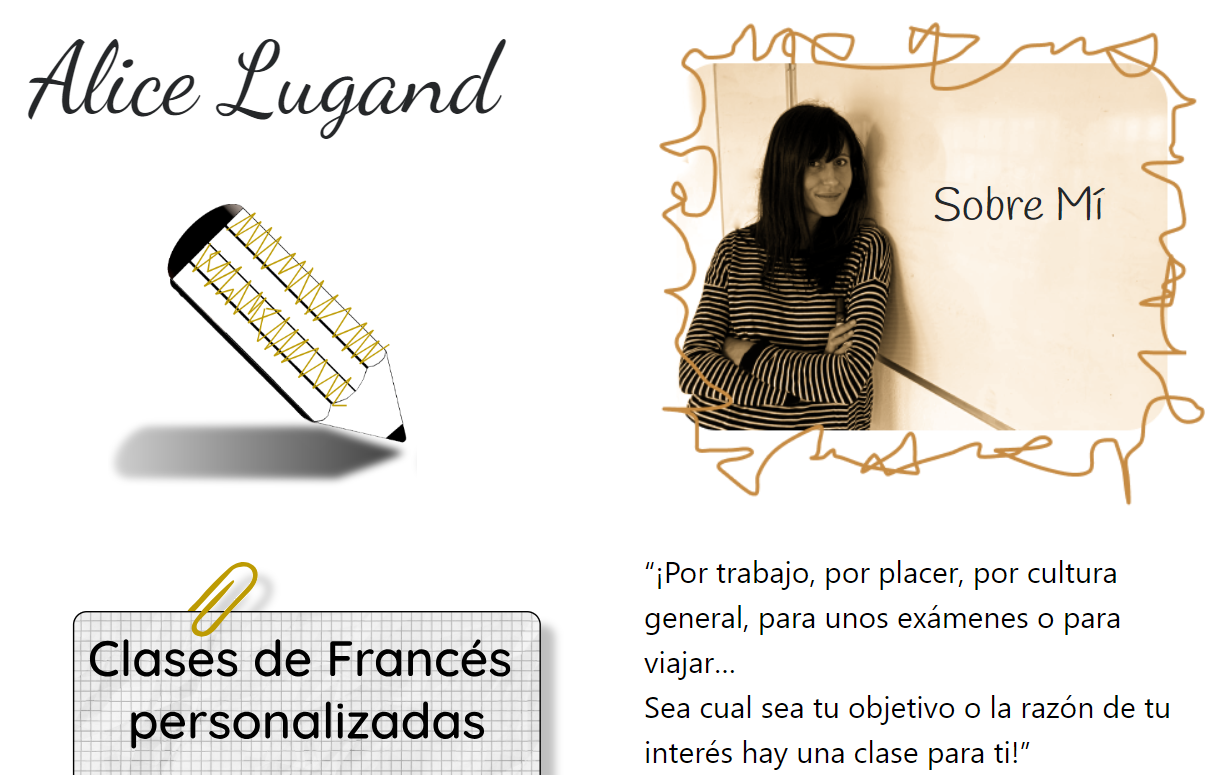 Alice Lugand
Sobre Mí
Clases de Francés
personalizadas
“¡Por trabajo, por placer, por cultura
general, para unos exámenes o para
viajar...
Sea cual sea tu objetivo o la razón de tu
interés hay una clase para ti!”